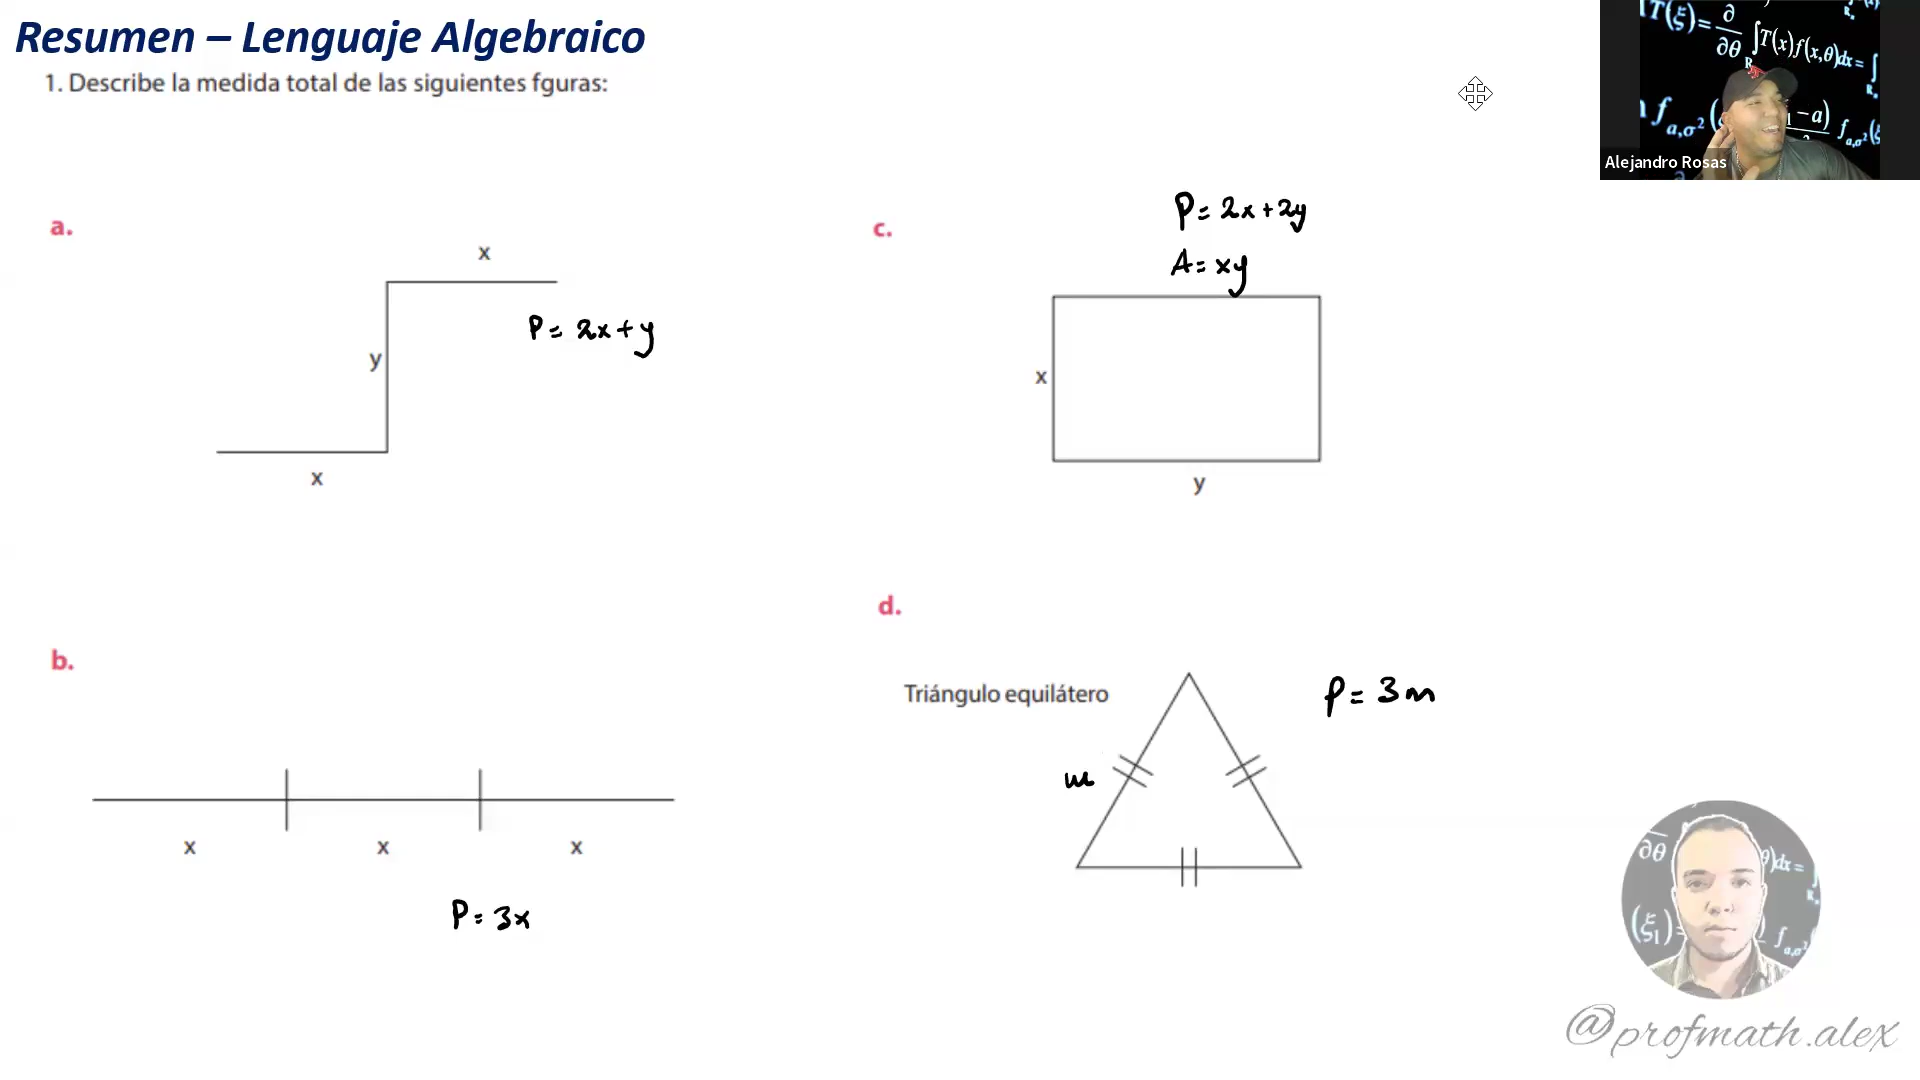 Resumen – Lenguaje Algebraico
1. Describe la medida total de las siguientes fguras:
a.
x
y
x
P= 2x+y
b.
x x x
P= 3x
c.
P= 2x+2y
A= xy
x
y
d.
Triángulo equilátero
m
P= 3m
Alejandro Rosas
@profmath.alex